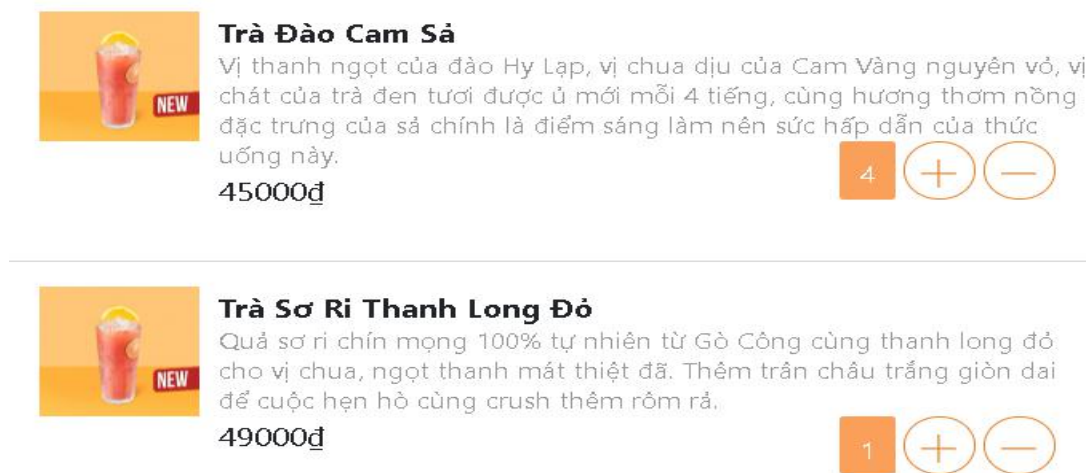 Trà Đào Cam Sả
Vị thanh ngọt của đào Hy Lạp, vị chua dịu của Cam Vàng nguyên vỏ, vị
chát của trà đen tươi được ủ mới mỗi 4 tiếng, cùng hương thơm nồng
đặc trưng của sả chính là điểm sáng làm nên sức hấp dẫn của thức
uống này.
NEW
45000₫
4
Trà Sơ Ri Thanh Long Đỏ
Quả sơ ri chín mọng 100% tự nhiên từ Gò Công cùng thanh long đỏ
cho vị chua, ngọt thanh mát thiệt đã. Thêm trân châu trắng giòn dai
để cuộc hẹn hò cùng crush thêm rôm rả.
NEW
49000₫
1